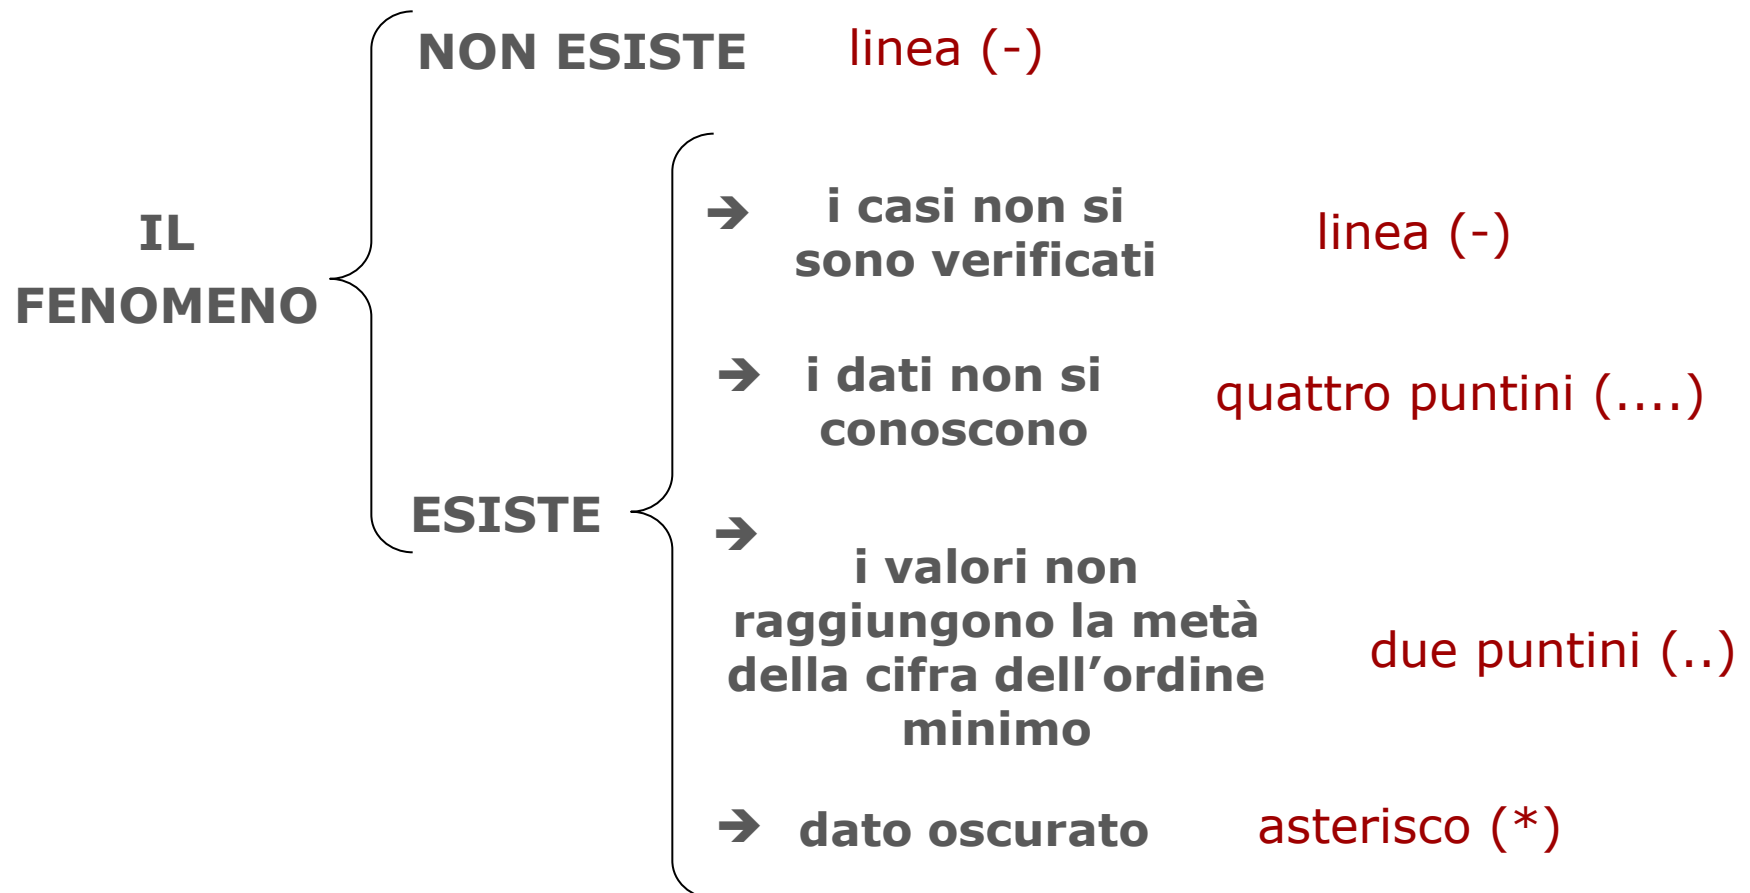 NON ESISTE linea (-)
IL
FENOMENO
ESISTE
➔ i casi non si
sono verificati
linea (-)
➔ i dati non si
conoscono
quattro puntini (....)
➔
i valori non
raggiungono la metà
della cifra dell’ordine
minimo
due puntini (..)
➔ dato oscurato asterisco (*)